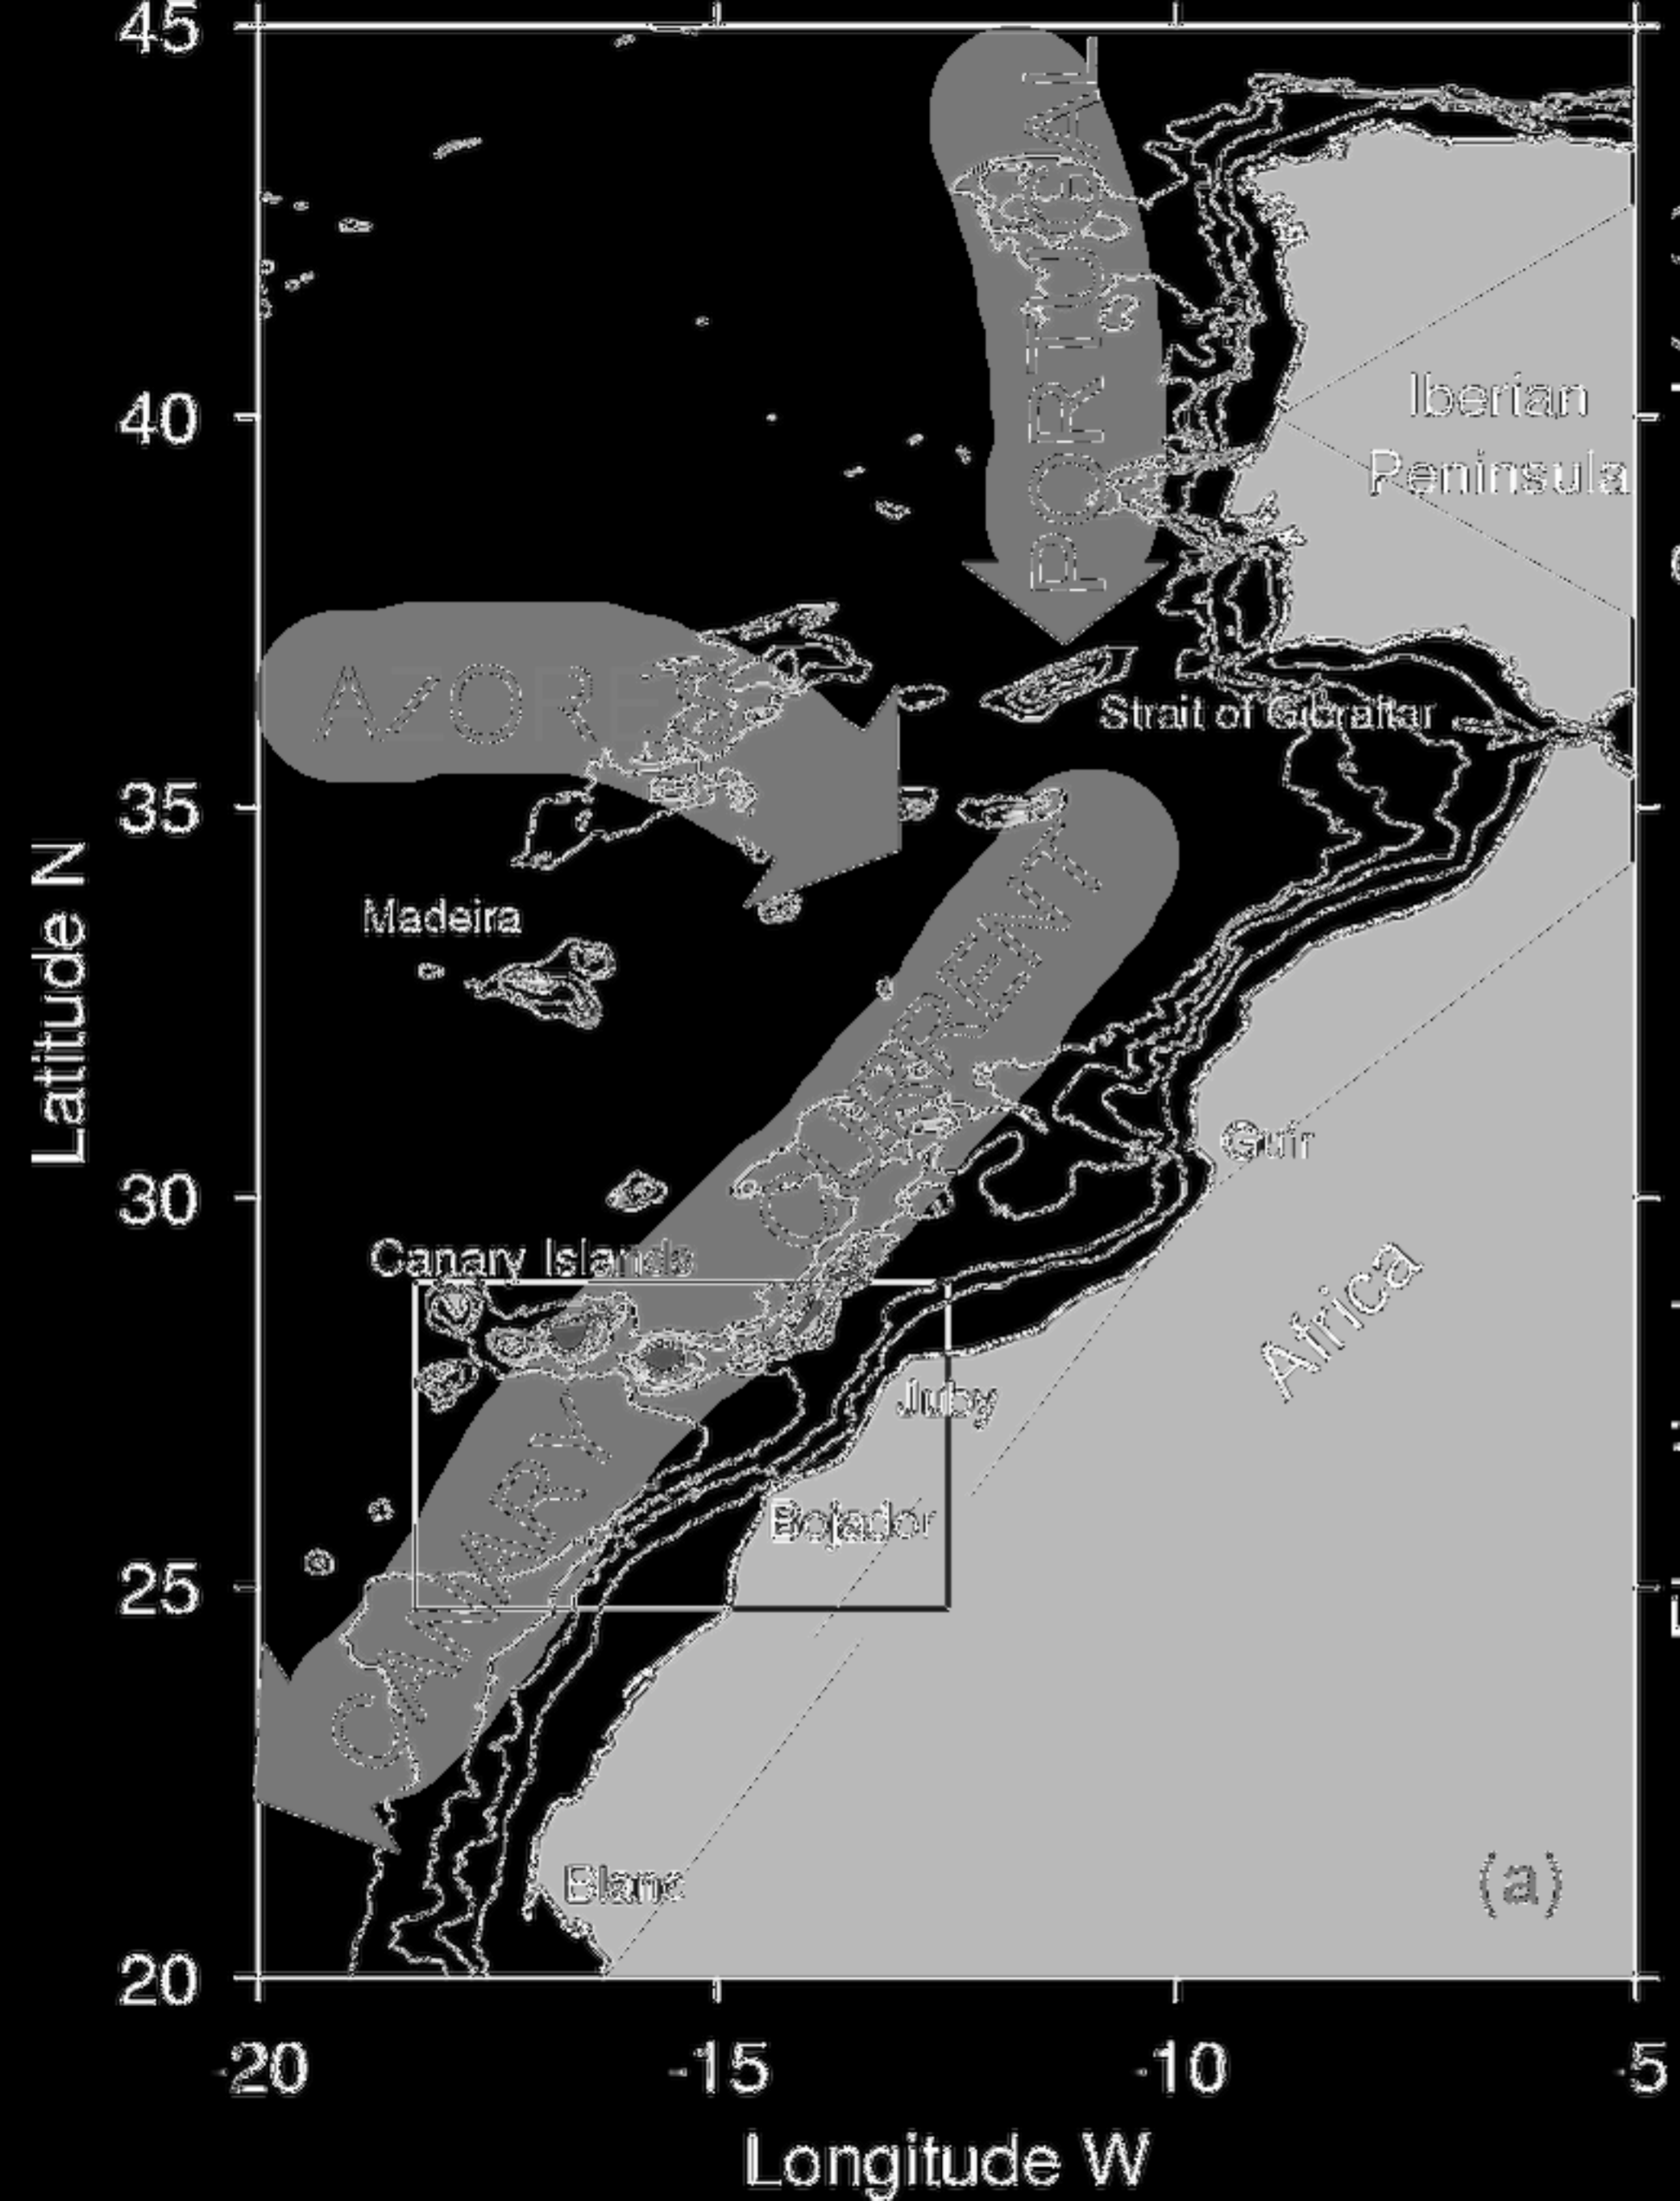 45
40
35
30
25
20
Latitude N
-20
-15
-10
-5
Longitude W
PORTUGAL
AZORES
CANARY CURRENT
Iberian
Peninsula
Strait of Gibraltar
Madeira
Canary Islands
Guir
Africa
Juby
Bojador
Blanc
(a)